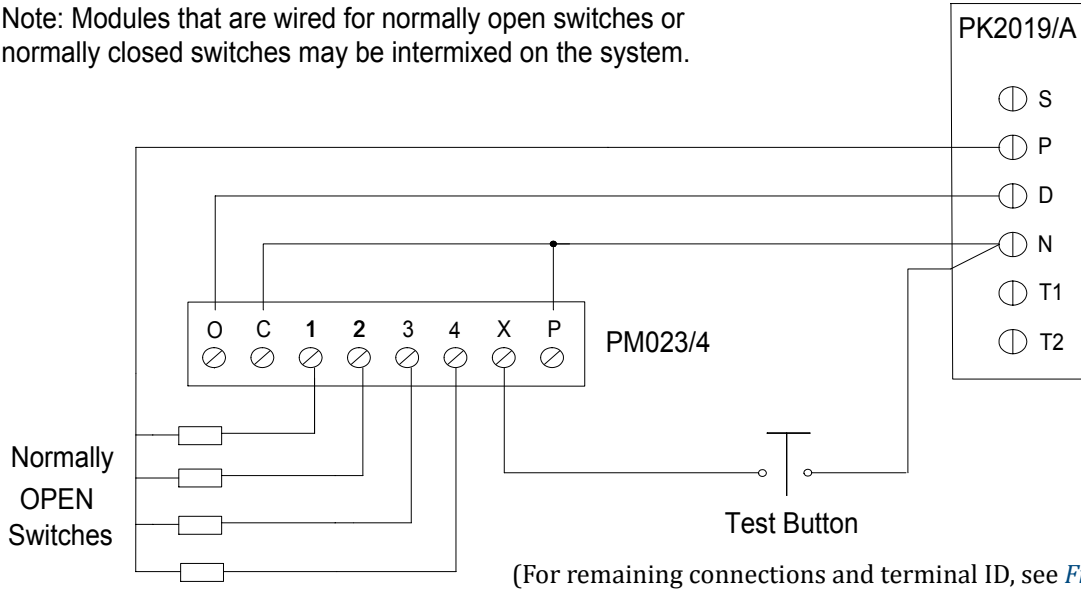 Note: Modules that are wired for normally open switches or
normally closed switches may be intermixed on the system.
PK2019/A
S
P
D
N
T1
T2
O C 1 2 3 4 X P
PM023/4
Normally
OPEN
Switches
Test Button
(For remaining connections and terminal ID, see